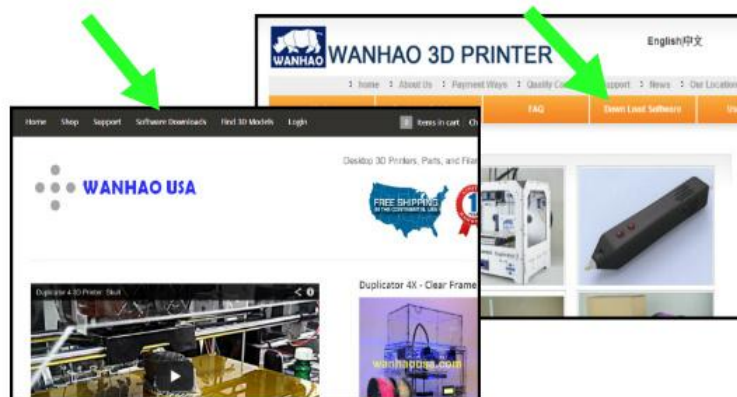 English|中文
WANHAO
WANHAO 3D PRINTER
home About Us Payment Ways Quality Support News Our Location
FAQ Down Load Software
Home Shop Support Software Downloads Find 3D Models Login Items in cart
Desktop 3D Printers, Parts, and
WANHAO USA
FREE SHIPPING
IN THE CONTINENTAL
Duplicator 4 3D Printer: Skull
Duplicator 4X - Clear Frame
wanhaousa.com